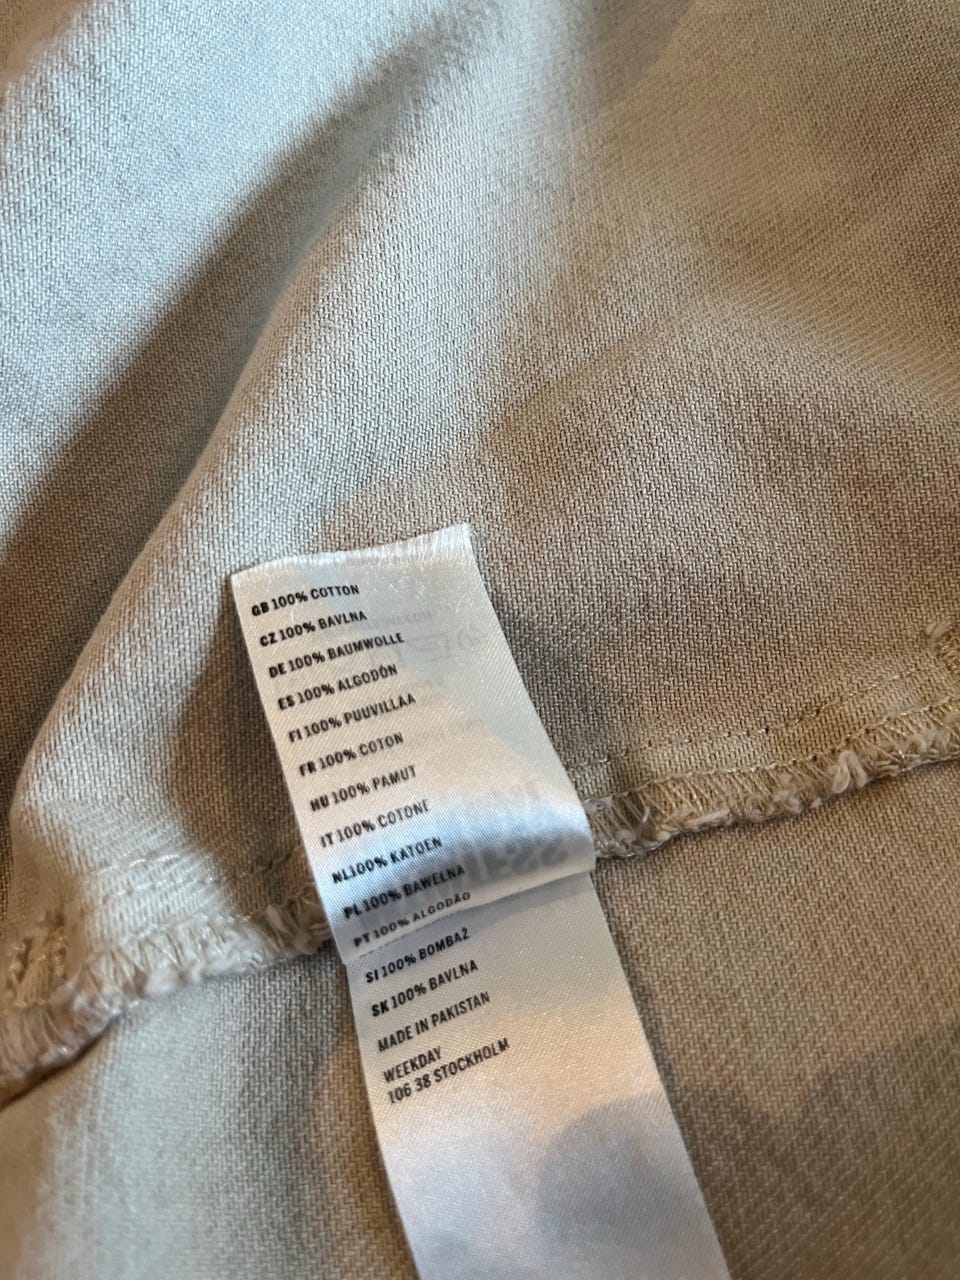 GB 100% COTTON
CZ 100% BAVLNA
DE 100% BAUMWOLLE
ES 100% ALGODÓN
FI 100% PUUVILLAA
FR 100% COTON
HU 100% PAMUT
IT 100% COTONE
NL100% KATOEN
PL 100% BAWEŁNA
PT 100% ALGODÃO
SI 100% BOMBAŽ
SK 100% BAVLNA
MADE IN PAKISTAN
WEEKDAY
106 38 STOCKHOLM